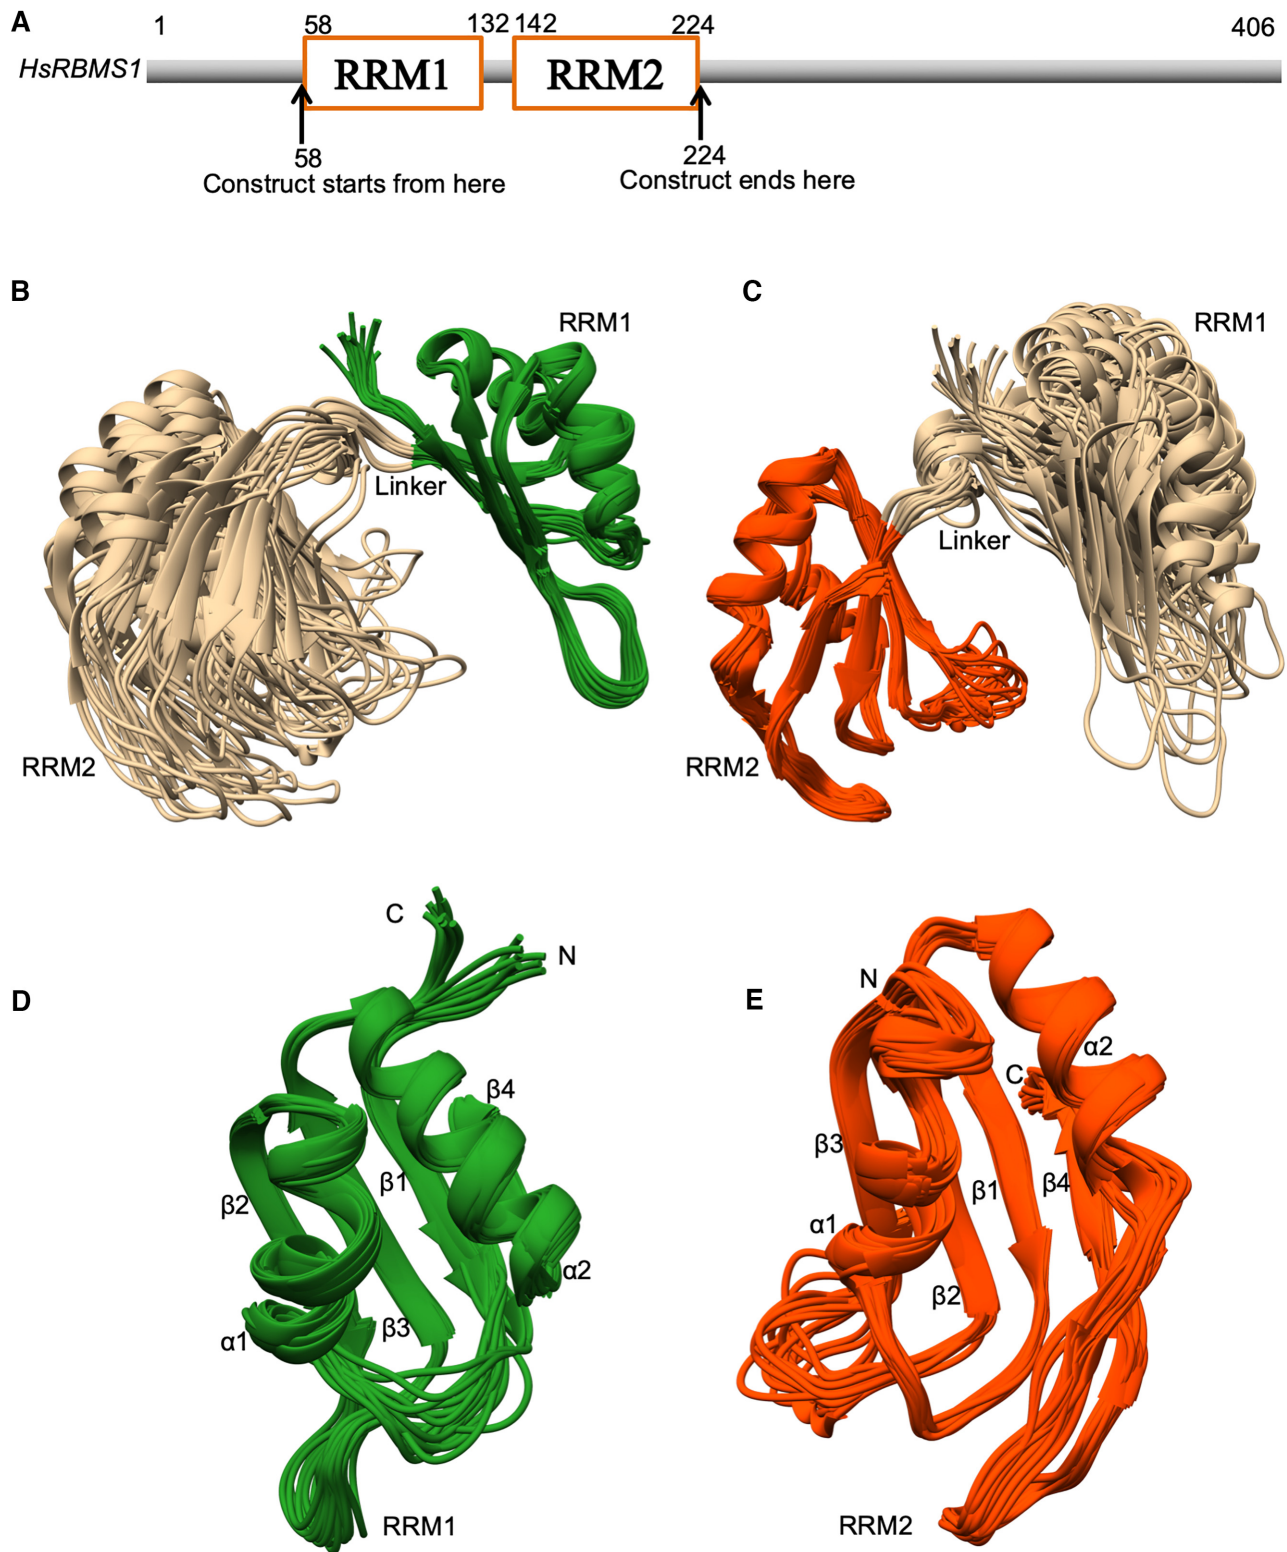 A
1 58 132 142 224 406
HsRBMS1 RRM1 RRM2
58 224
Construct starts from here Construct ends here
B
RRM1
Linker
RRM2
C
RRM1
Linker
RRM2
D
C
N
β4
β1
β2
α2
β3
α1
RRM1
E
N
α2
C
β3
β1 β4
α1
β2
RRM2